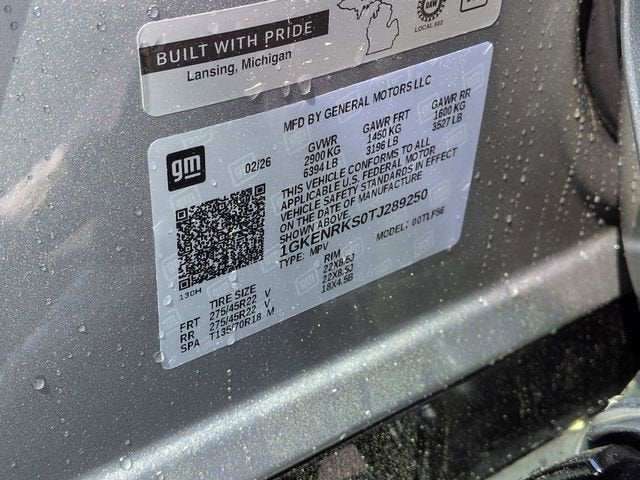 BUILT WITH PRIDE
Lansing, Michigan
UAW
LOCAL 602
MFD BY GENERAL MOTORS LLC
gm
02/26
GVWR GAWR FRT GAWR RR
2900 KG 1450 KG 1600 KG
6394 LB 3196 LB 3527 LB
THIS VEHICLE CONFORMS TO ALL
APPLICABLE U.S. FEDERAL MOTOR
VEHICLE SAFETY STANDARDS IN EFFECT
ON THE DATE OF MANUFACTURE
SHOWN ABOVE.
1GKENRKS0TJ289250
TYPE: MPV MODEL: 00TLF56
130H
TIRE SIZE RIM
FRT 275/45R22 V 22X8.5J
RR 275/45R22 V 22X8.5J
SPA T135/70R18 M 18X4.5B